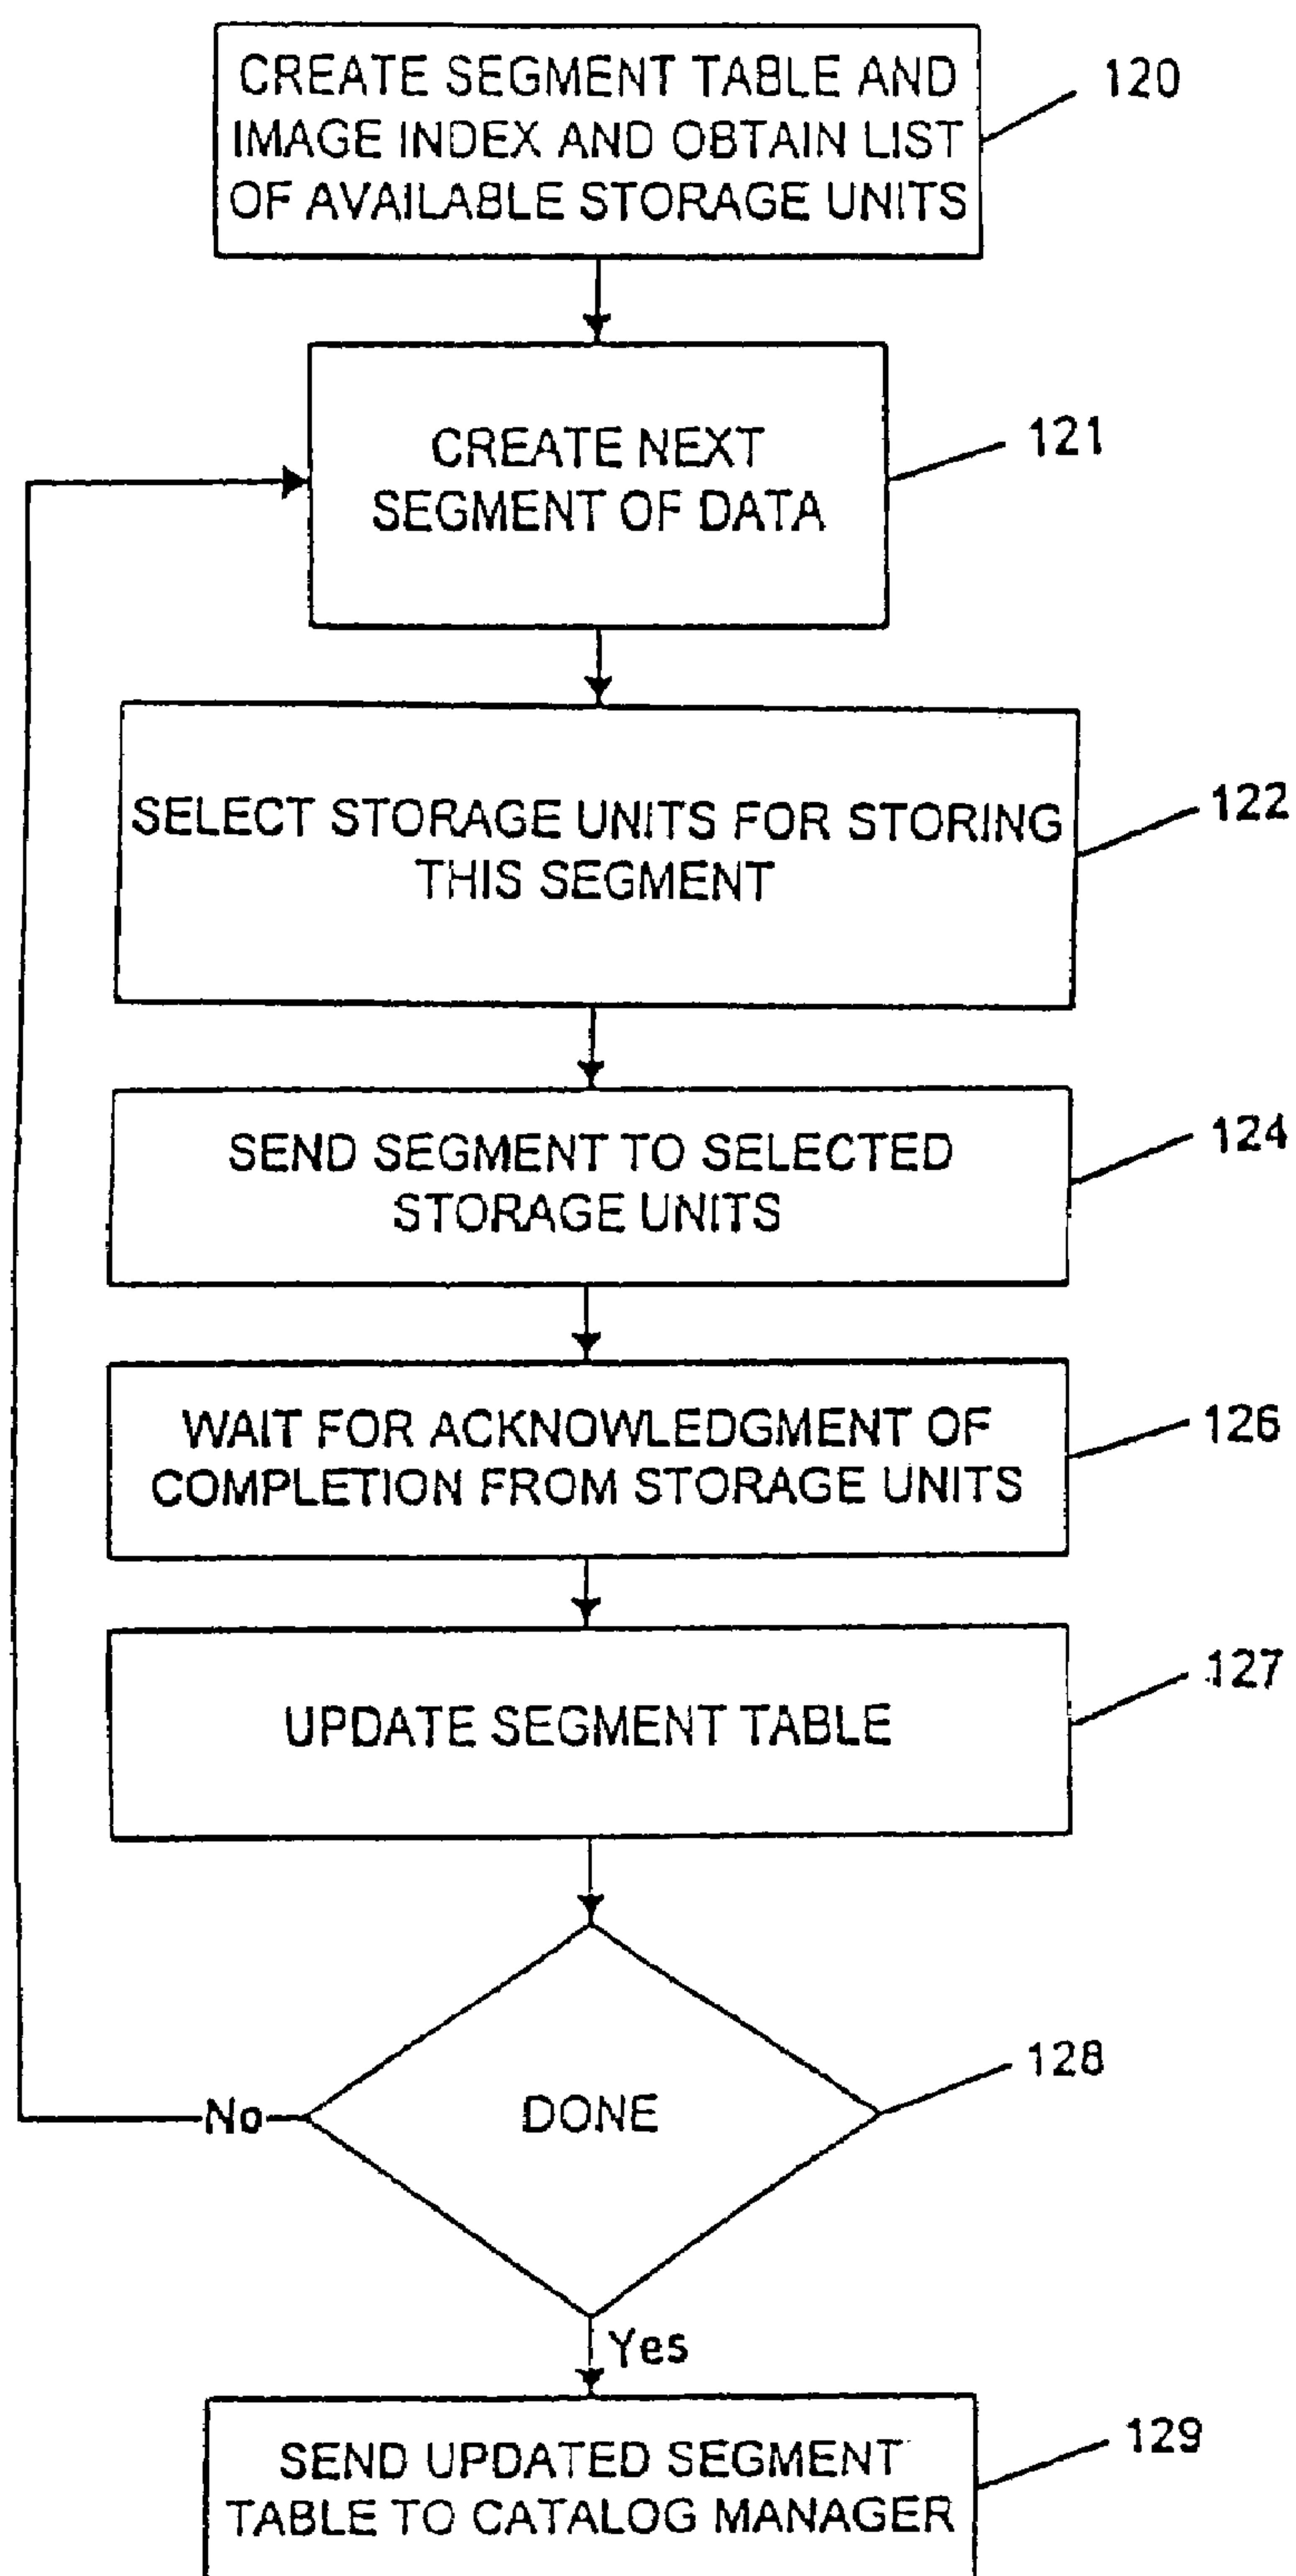 CREATE SEGMENT TABLE AND
IMAGE INDEX AND OBTAIN LIST
OF AVAILABLE STORAGE UNITS
120
CREATE NEXT
SEGMENT OF DATA
121
SELECT STORAGE UNITS FOR STORING
THIS SEGMENT
122
SEND SEGMENT TO SELECTED
STORAGE UNITS
124
WAIT FOR ACKNOWLEDGMENT OF
COMPLETION FROM STORAGE UNITS
126
UPDATE SEGMENT TABLE
127
DONE
128
No
Yes
SEND UPDATED SEGMENT
TABLE TO CATALOG MANAGER
129